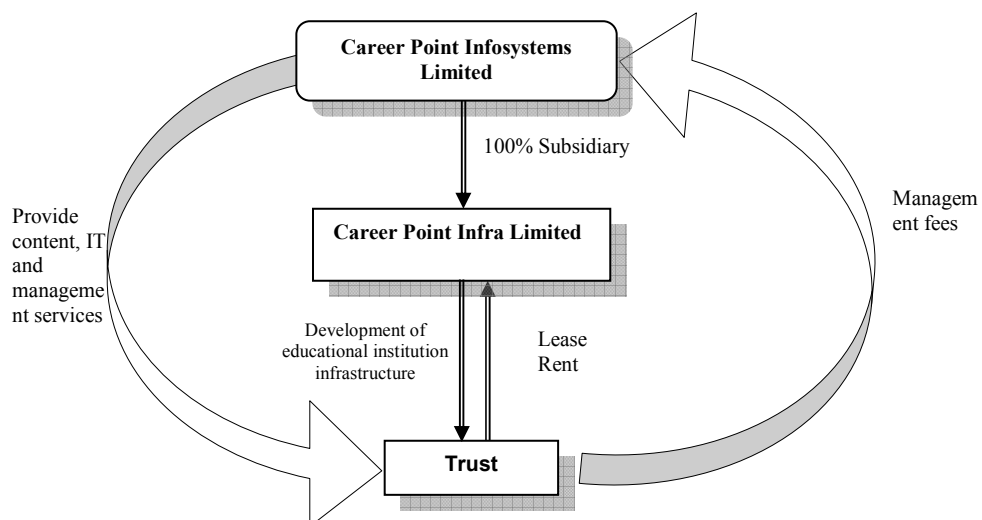 Career Point Infosystems
Limited
100% Subsidiary
Provide
content, IT
and
manageme
nt services
Managem
ent fees
Career Point Infra Limited
Development of
educational institution
infrastructure
Lease
Rent
Trust